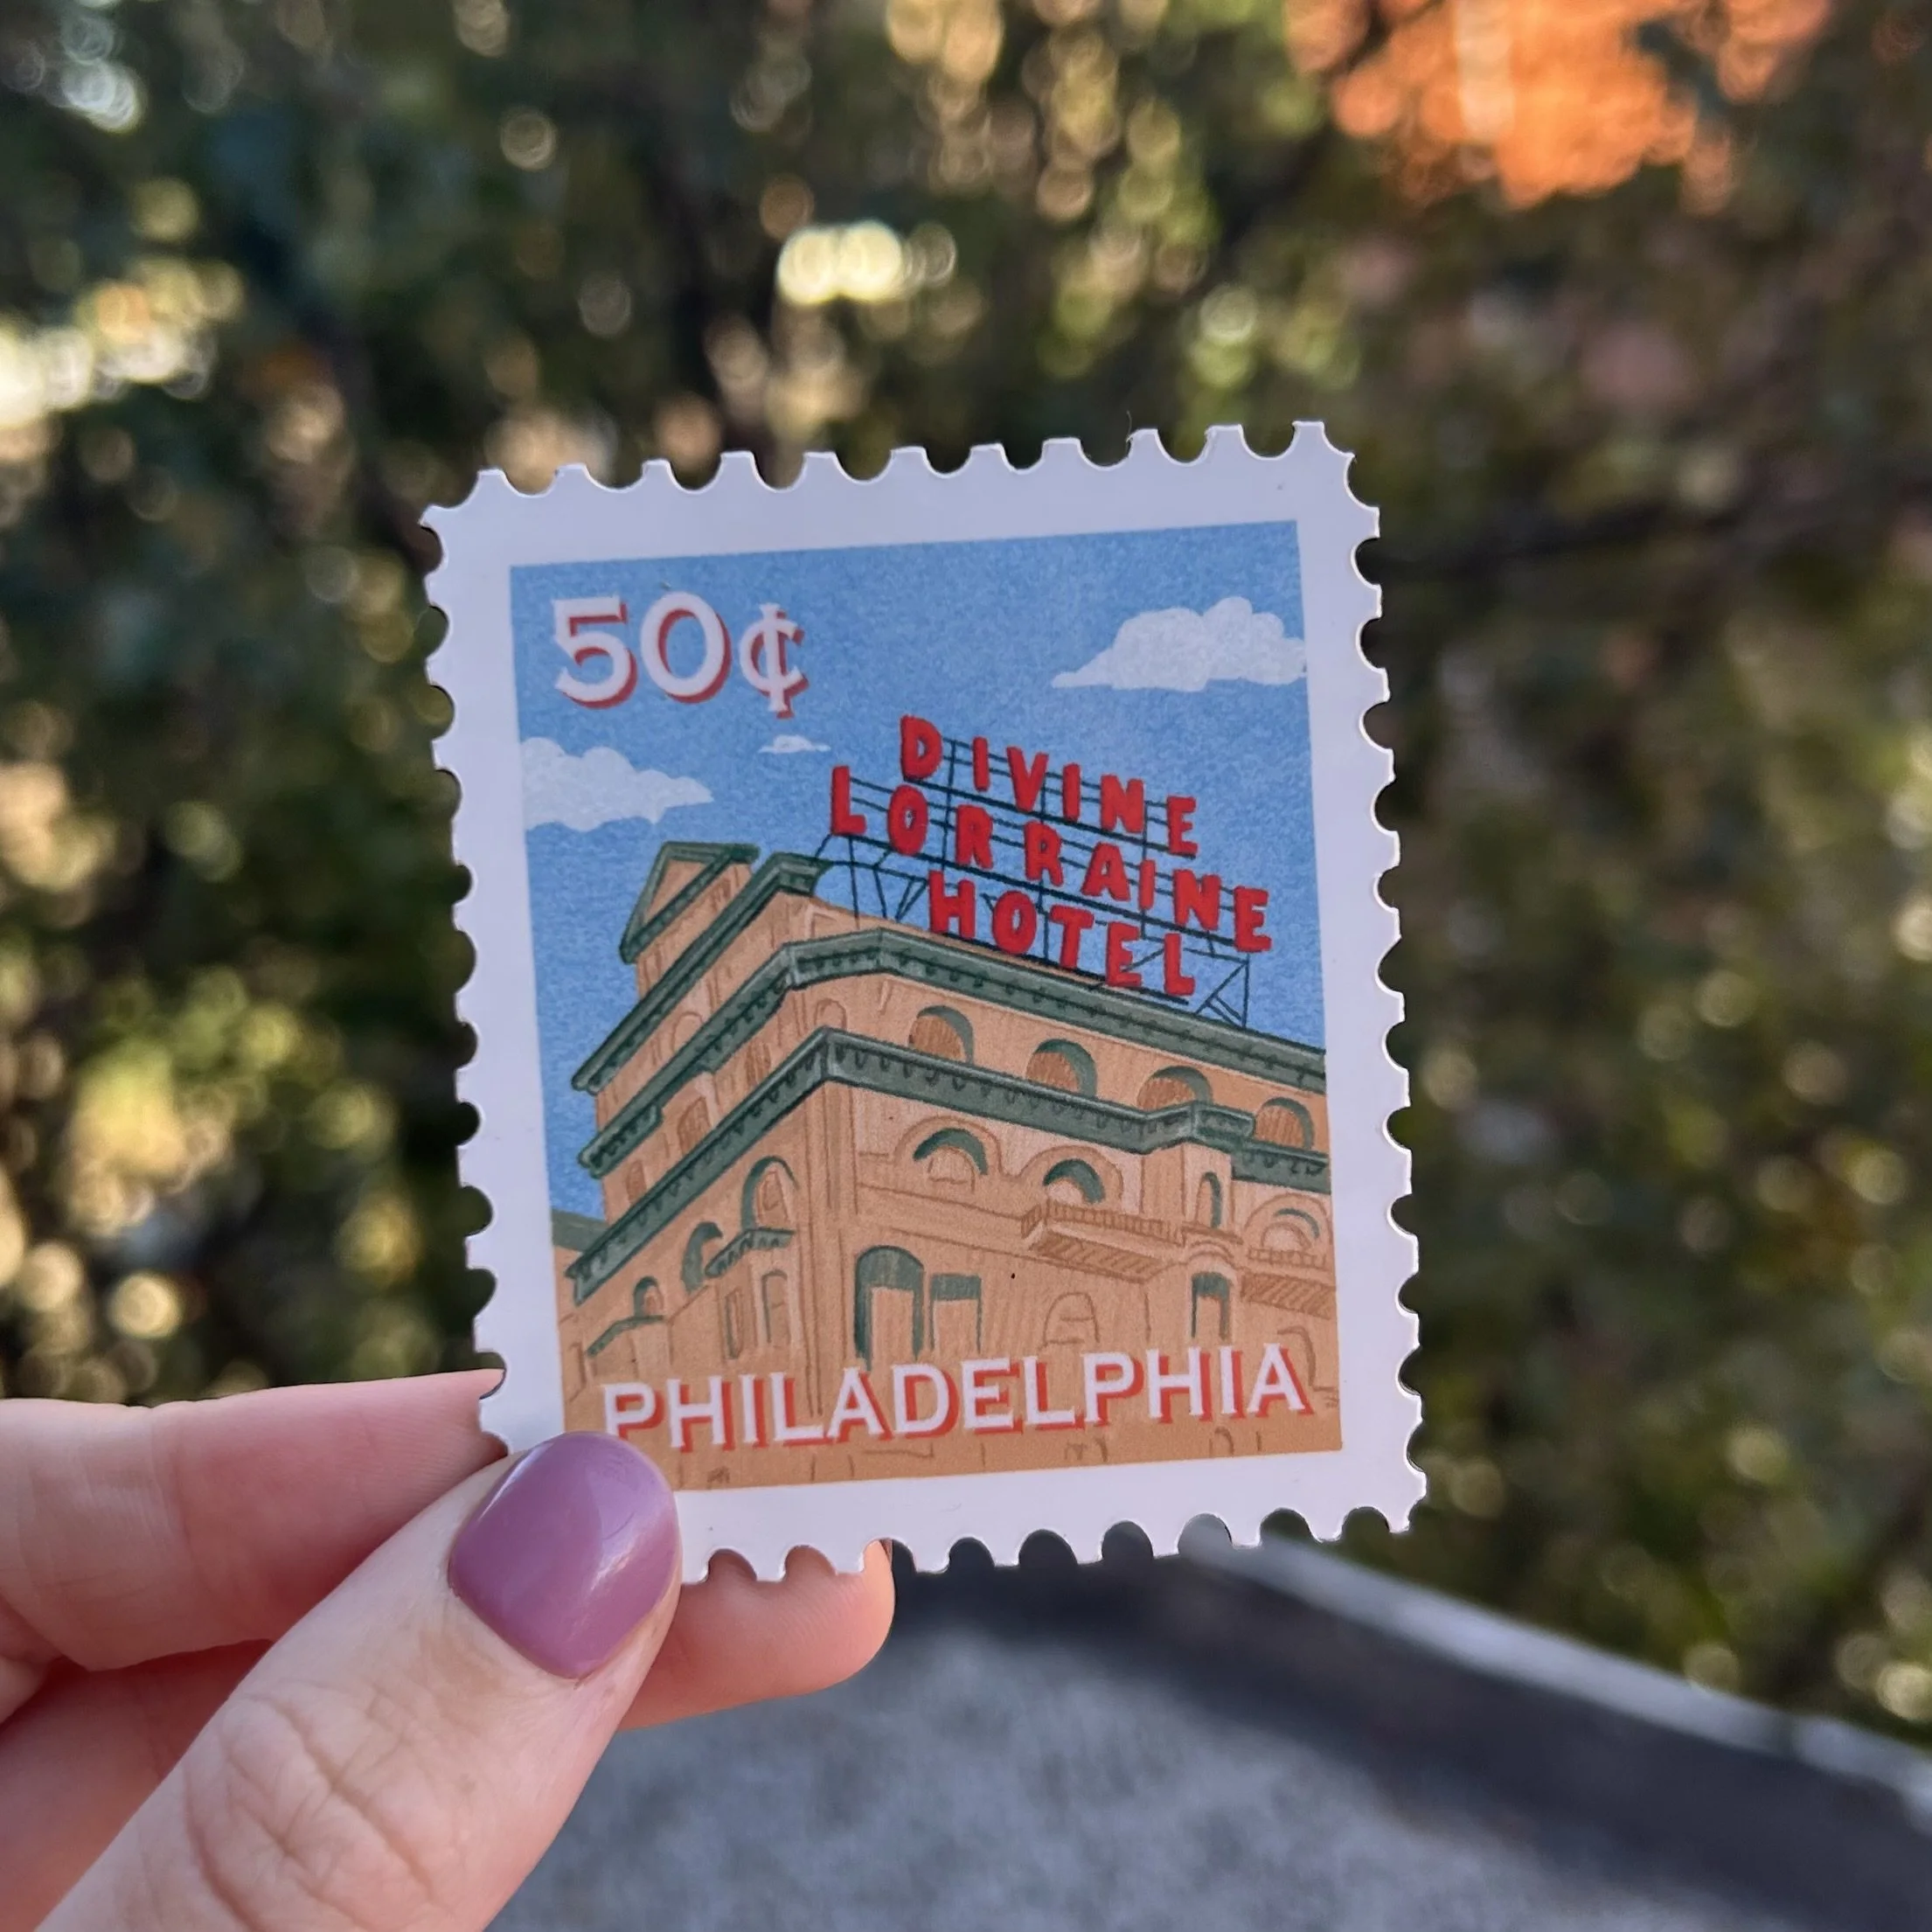 50¢
DIVINE
LORRAINE
HOTEL
PHILADELPHIA